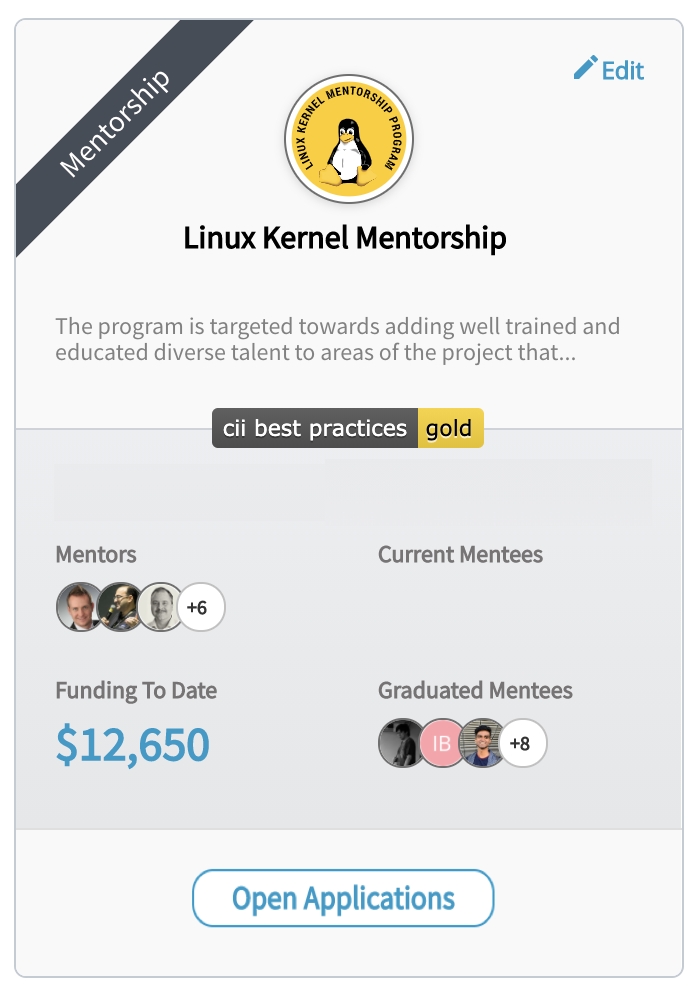 Mentorship
Edit
LINUX KERNEL MENTORSHIP PROGRAM
Linux Kernel Mentorship
The program is targeted towards adding well trained and
educated diverse talent to areas of the project that...
cii best practices gold
Mentors
Current Mentees
+6
Funding To Date
Graduated Mentees
$12,650
IB
+8
Open Applications